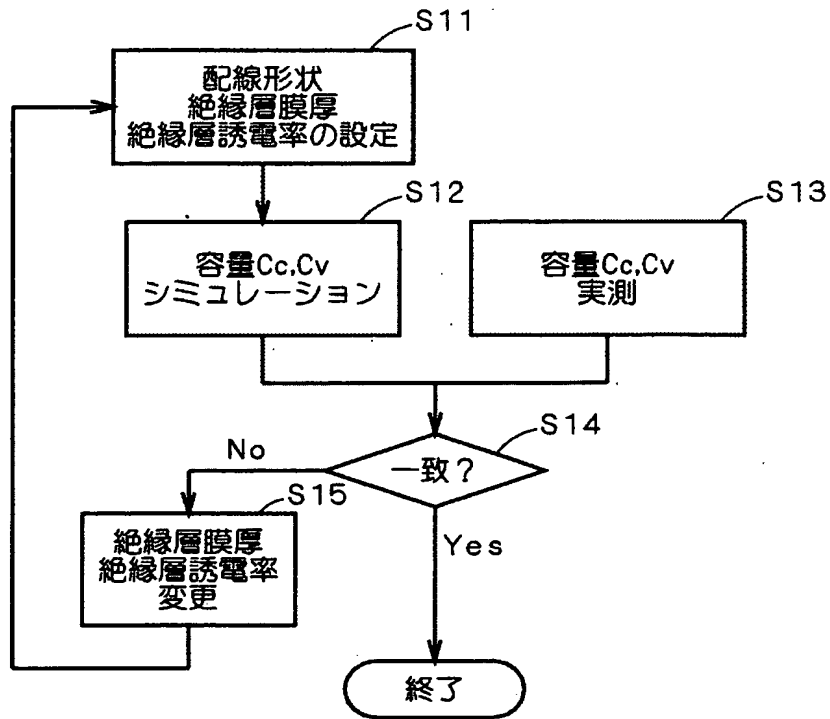 S11
配線形状
絶縁層膜厚
絶縁層誘電率の設定
S12
容量Cc,Cv
シミュレーション
S13
容量Cc,Cv
実測
S14
一致?
No
Yes
S15
絶縁層膜厚
絶縁層誘電率
変更
終了